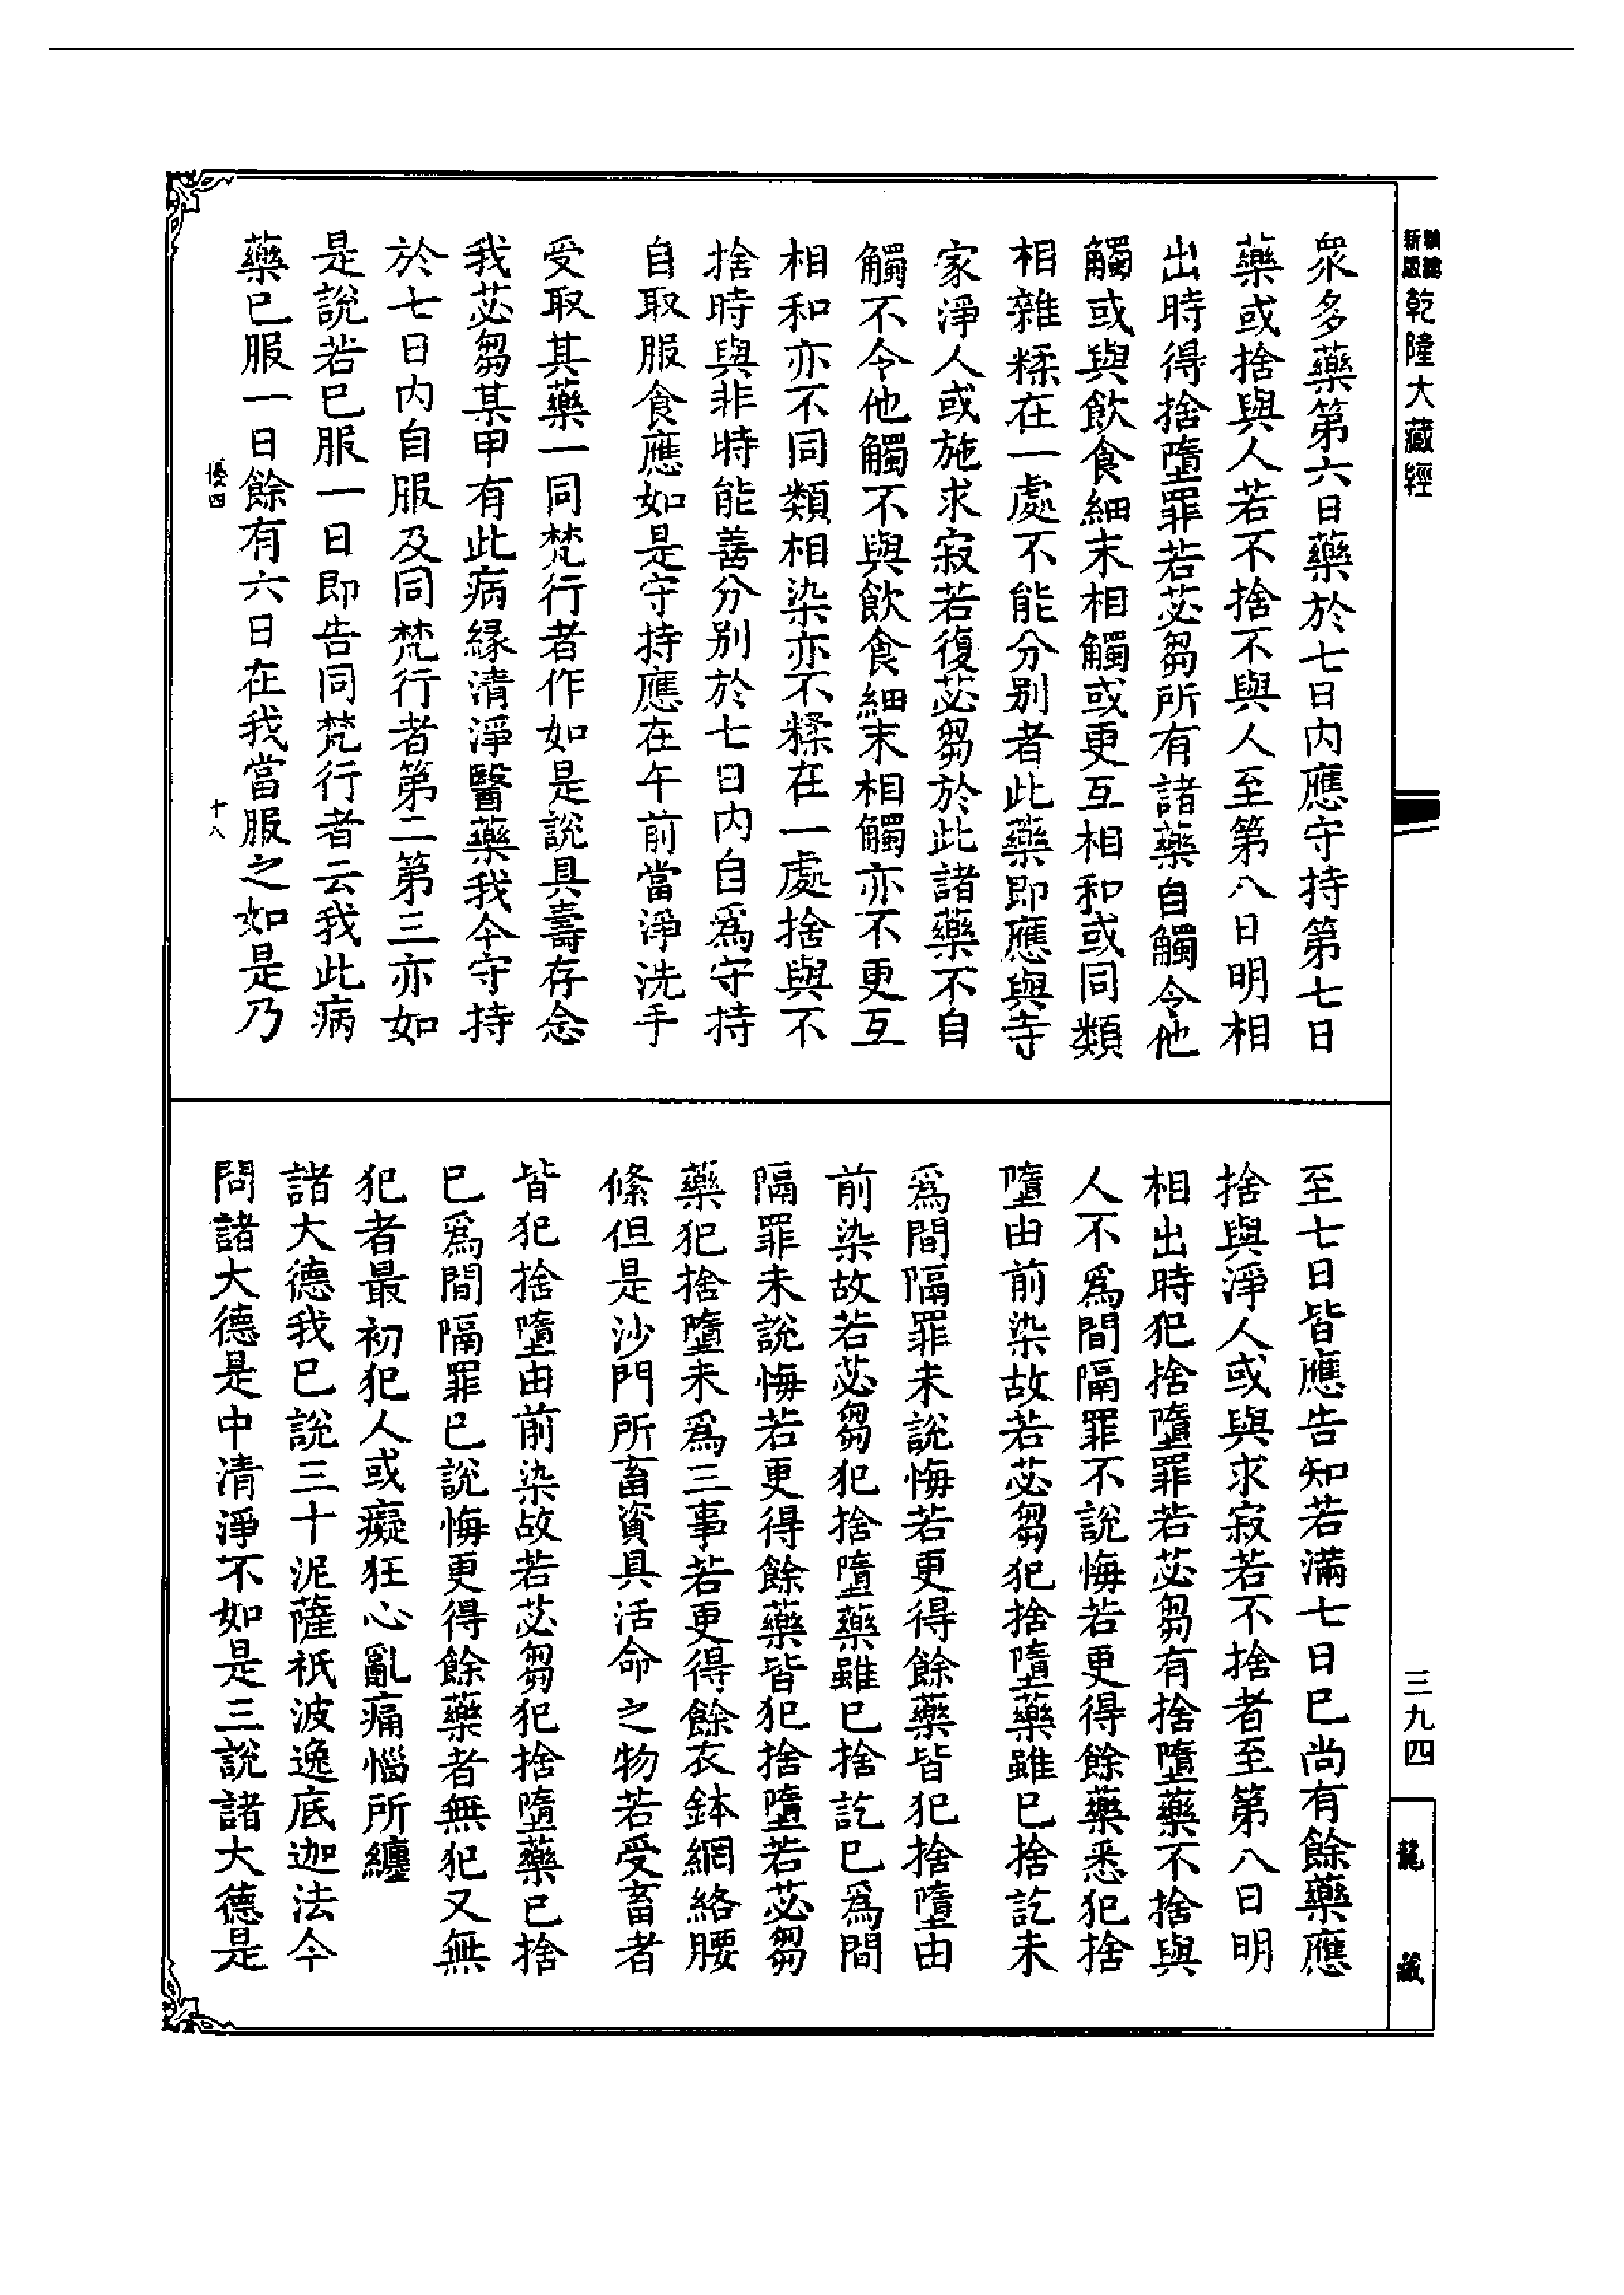 新版
乾隆大藏經
眾多藥第六日藥於七日內應守持第七日
藥或捨與人若不捨不與人至第八日明相
出時得捨墮罪若苾芻所有諸藥自觸令他
觸或與飲食細末相觸或更互相和或同類
相雜糅在一處不能分別者此藥即應與寺
家淨人或施求寂若復苾芻於此諸藥不自
觸不令他觸不與飲食細末相觸亦不更互
相和亦不同類相染亦不糅在一處捨與不
捨時與非時能善分別於七日內自爲守持
自取服食應如是守持應在午前當淨洗手
受取其藥一同梵行者作如是說具壽存念
我苾芻某甲有此病緣清淨醫藥我今守持
於七日內自服及同梵行者第二第三亦如
是說若已服一日即告同梵行者云我此病
藥已服一日餘有六日在我當服之如是乃
優四
十八
至七日皆應告知若滿七日已尚有餘藥應
捨與淨人或與求寂若不捨者至第八日明
相出時犯捨墮罪若苾芻有捨墮藥不捨與
人不爲間隔罪不說悔若更得餘藥悉犯捨
墮由前染故若苾芻犯捨墮藥雖已捨訖未
爲間隔罪未說悔若更得餘藥皆犯捨墮由
前染故若苾芻犯捨墮藥雖已捨訖已爲間
隔罪未說悔若更得餘藥皆犯捨墮若苾芻
藥犯捨墮未爲三事若更得餘衣鉢網絡腰
絛但是沙門所畜資具活命之物若受畜者
皆犯捨墮由前染故若苾芻犯捨墮藥已捨
已爲間隔罪已說悔更得餘藥者無犯又無
犯者最初犯人或癡狂心亂痛惱所纏
諸大德我已說三十泥薩祇波逸底迦法今
問諸大德是中清淨不如是三說諸大德是
三九四
龍藏